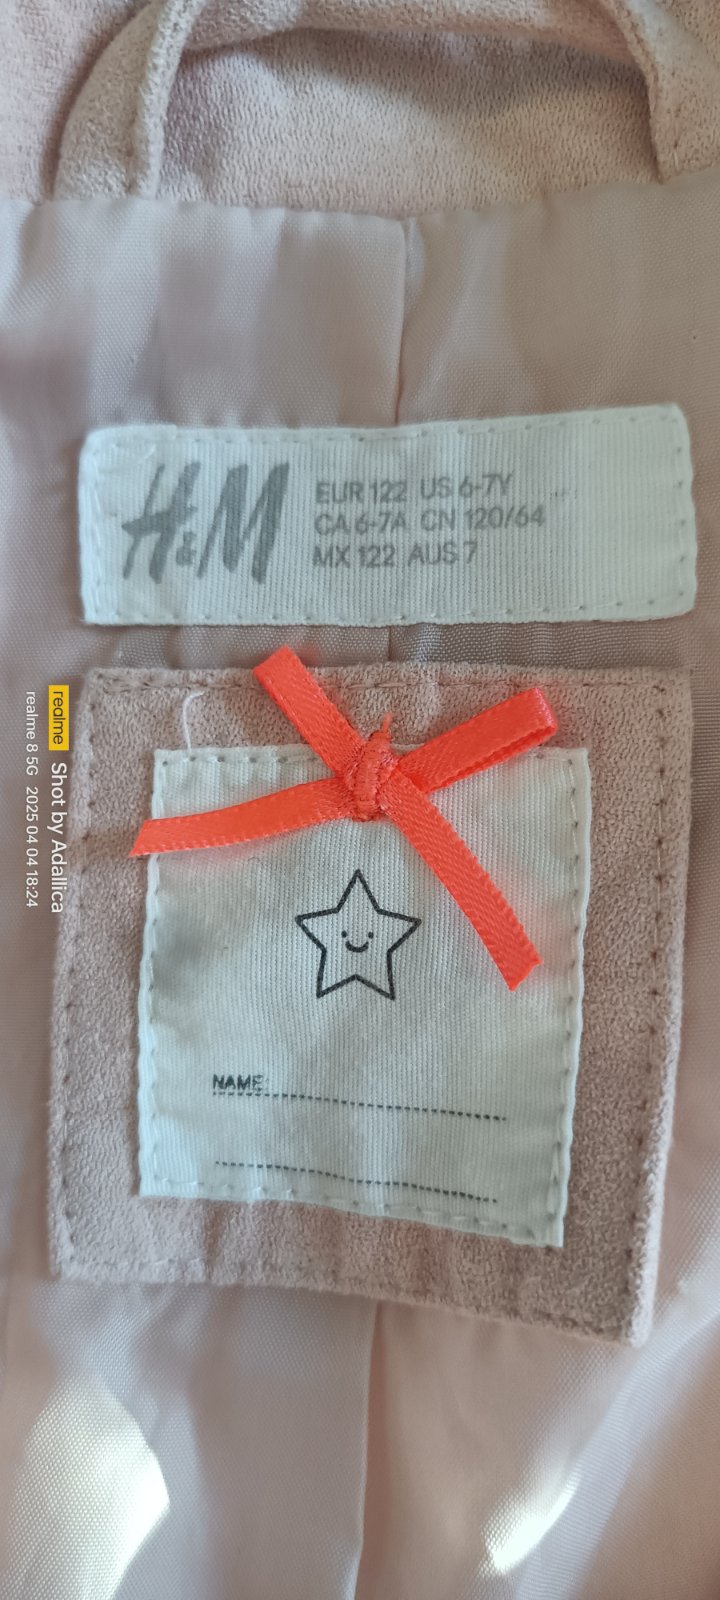 H&M
EUR 122 US 6-7Y
CA 6-7A CN 120/64
MX 122 AUS 7
NAME:
realme Shot by Adallica
realme 8 5G 2025 04 04 18:24